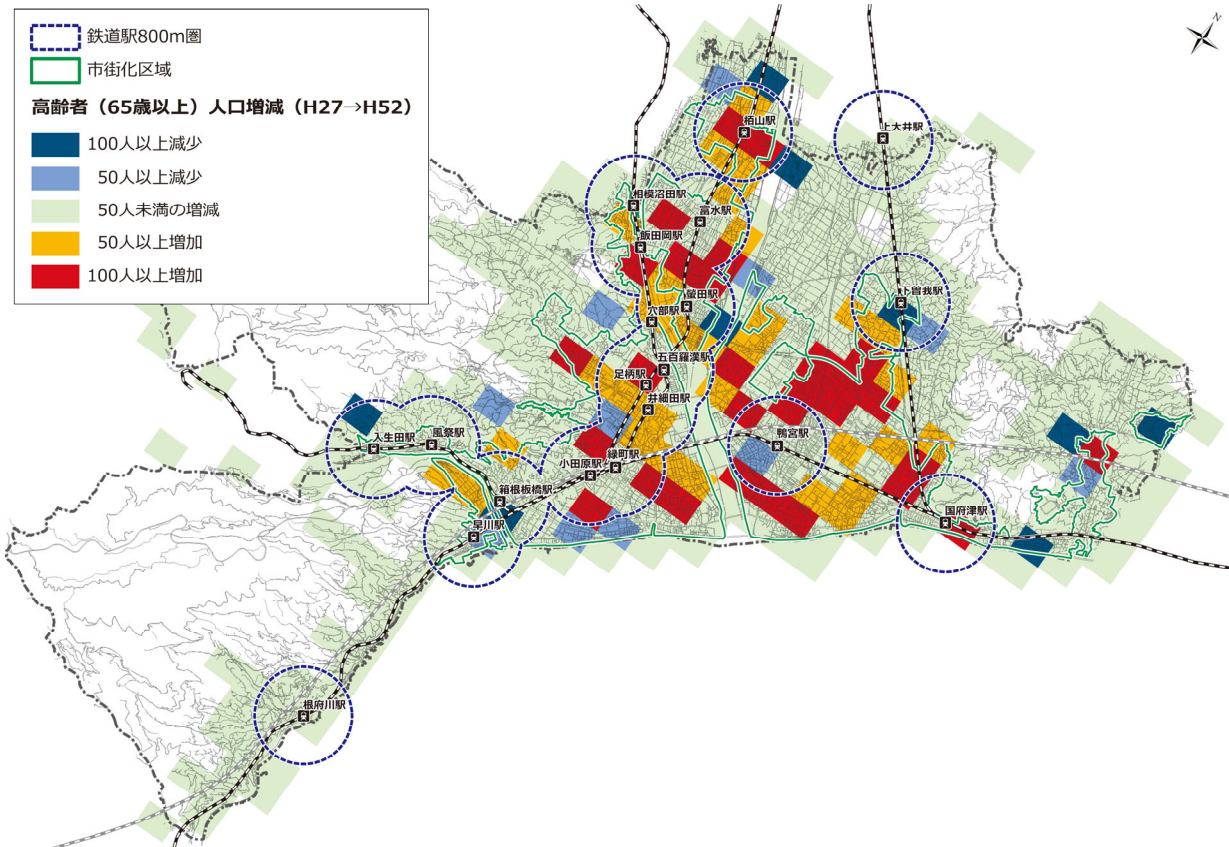 鉄道駅800m圏
市街化区域
高齢者（65歳以上）人口増減（H27→H52）
100人以上減少
50人以上減少
50人未満の増減
50人以上増加
100人以上増加
N
栢山駅
上大井駅
相模沼田駅
富水駅
飯田岡駅
下曽我駅
螢田駅
穴部駅
五百羅漢駅
足柄駅
井細田駅
鴨宮駅
入生田駅
風祭駅
緑町駅
小田原駅
箱根板橋駅
国府津駅
早川駅
根府川駅